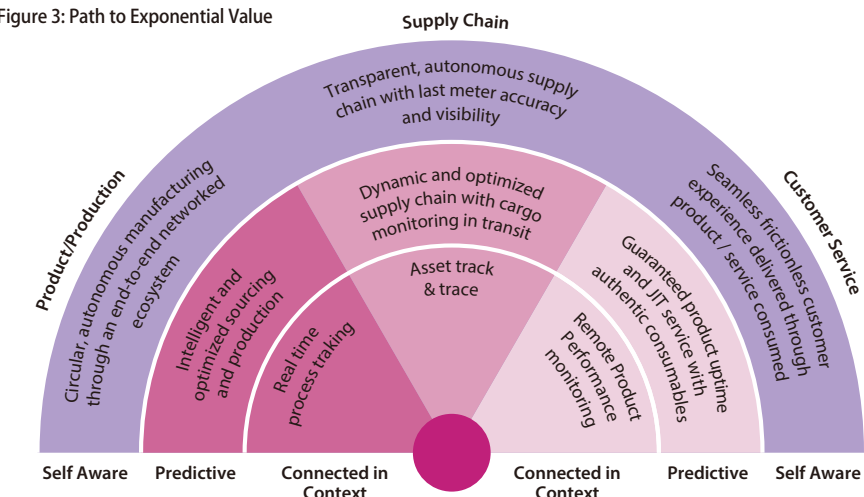 Figure 3: Path to Exponential Value
Supply Chain
Product/Production
Customer Service
Transparent, autonomous supply
chain with last meter accuracy
and visibility
Circular, autonomous manufacturing
through an end-to-end networked
ecosystem
Seamless frictionless customer
experience delivered through
product / service consumed
Dynamic and optimized
supply chain with cargo
monitoring in transit
Intelligent and
optimized sourcing
and production
Guaranteed product uptime
and JIT service with
authentic consumables
Asset track
& trace
Real time
process traking
Remote Product
Performance
monitoring
Self Aware
Predictive
Connected in
Context
Connected in
Context
Predictive
Self Aware